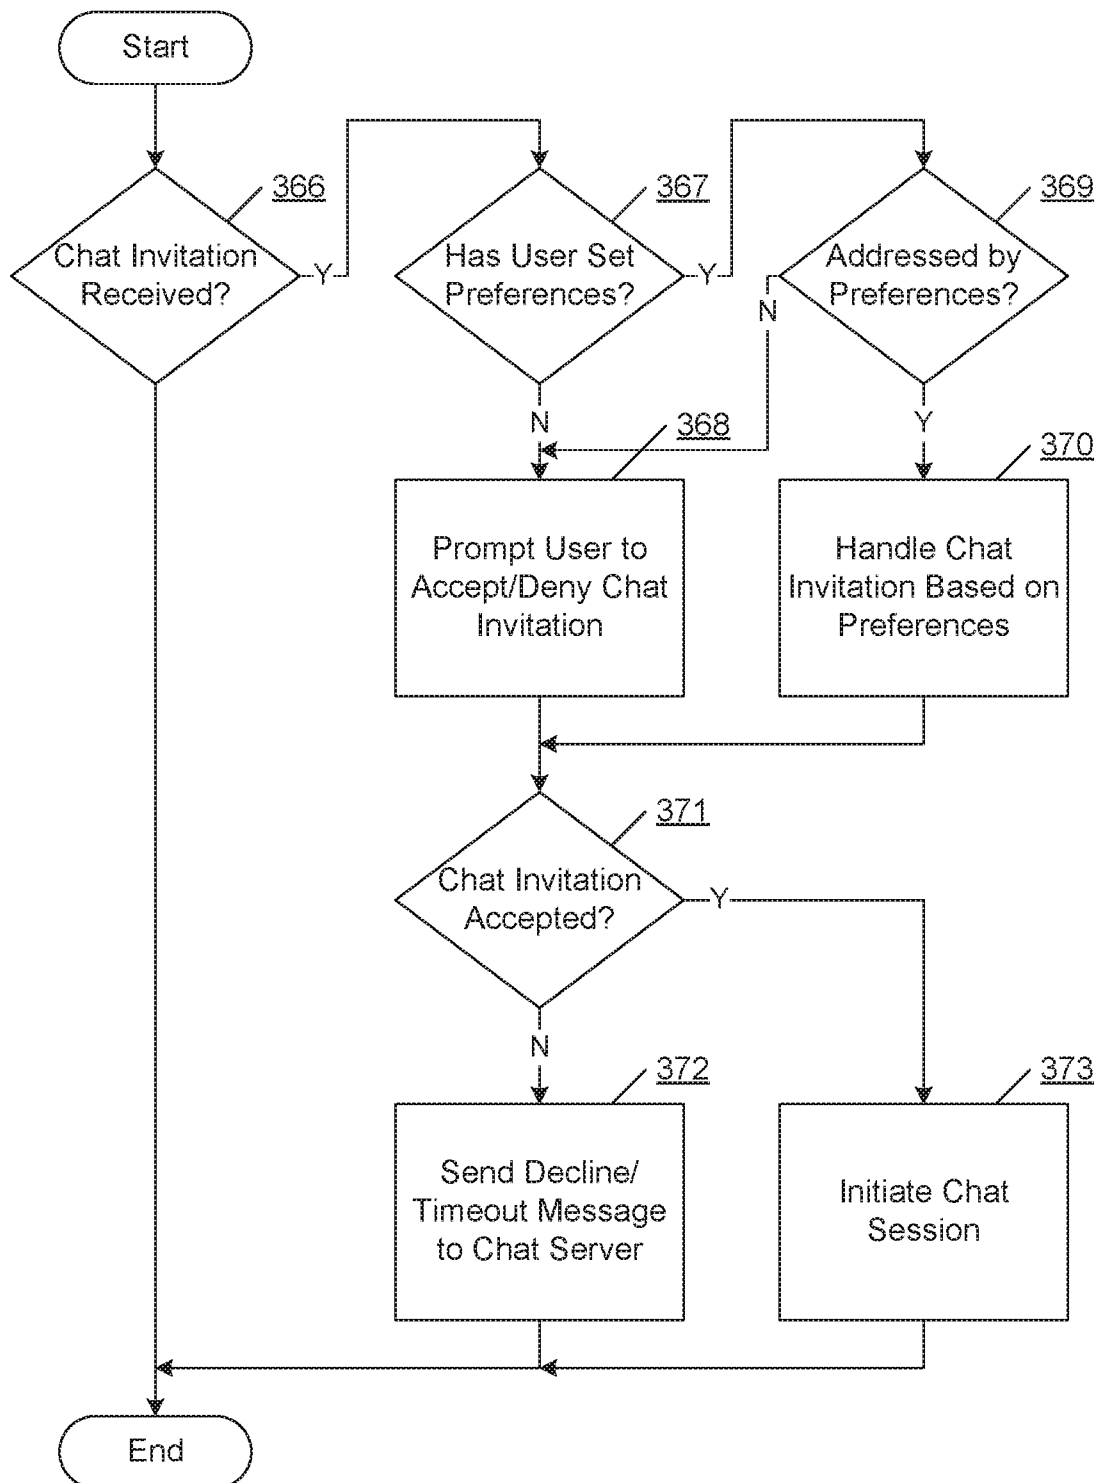 Start
366
Chat Invitation
Received?
Y
367
Has User Set
Preferences?
Y
369
Addressed by
Preferences?
N
N
Y
368
Prompt User to
Accept/Deny Chat
Invitation
370
Handle Chat
Invitation Based on
Preferences
371
Chat Invitation
Accepted?
Y
N
372
Send Decline/
Timeout Message
to Chat Server
373
Initiate Chat
Session
End